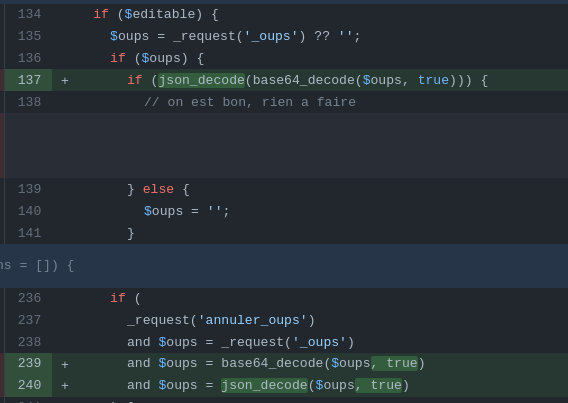 134 if ($editable) {
135 $oups = _request('_oups') ?? '';
136 if ($oups) {
137 + if (json_decode(base64_decode($oups, true))) {
138 // on est bon, rien a faire
139 } else {
140 $oups = '';
141 }
ns = []) {
236 if (
237 _request('annuler_oups')
238 and $oups = _request('_oups')
239 + and $oups = base64_decode($oups, true)
240 + and $oups = json_decode($oups, true)